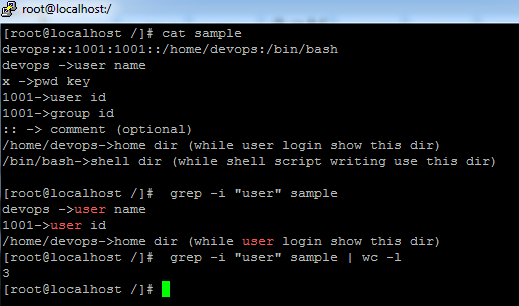 root@localhost:/
[root@localhost /]# cat sample
devops:x:1001:1001::/home/devops:/bin/bash
devops ->user name
x ->pwd key
1001->user id
1001->group id
:: -> comment (optional)
/home/devops->home dir (while user login show this dir)
/bin/bash->shell dir (while shell script writing use this dir)
[root@localhost /]#  grep -i "user" sample
devops ->user name
1001->user id
/home/devops->home dir (while user login show this dir)
[root@localhost /]#  grep -i "user" sample | wc -l
3
[root@localhost /]#